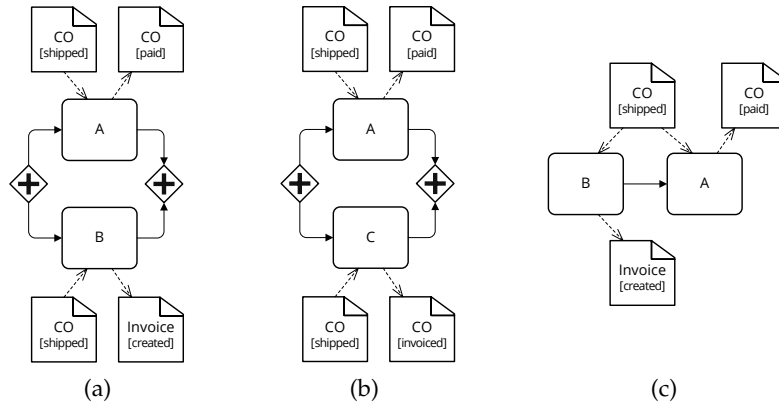 CO
[shipped]
CO
[paid]
A
B
CO
[shipped]
Invoice
[created]
(a)
CO
[shipped]
CO
[paid]
A
C
CO
[shipped]
CO
[invoiced]
(b)
CO
[shipped]
CO
[paid]
B
A
Invoice
[created]
(c)